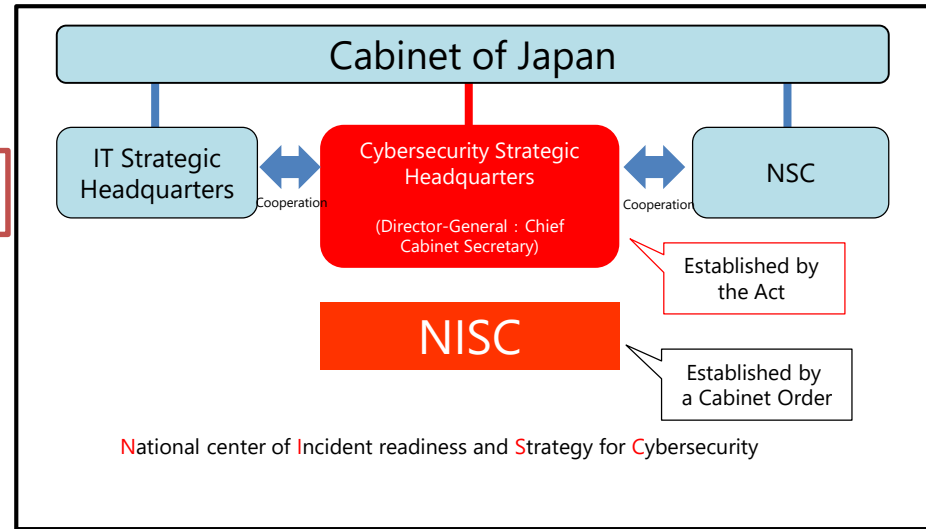 Cabinet of Japan
IT Strategic
Headquarters
Cooperation
Cybersecurity Strategic
Headquarters
(Director-General : Chief
Cabinet Secretary)
Cooperation
NSC
Established by
the Act
NISC
Established by
a Cabinet Order
National center of Incident readiness and Strategy for Cybersecurity